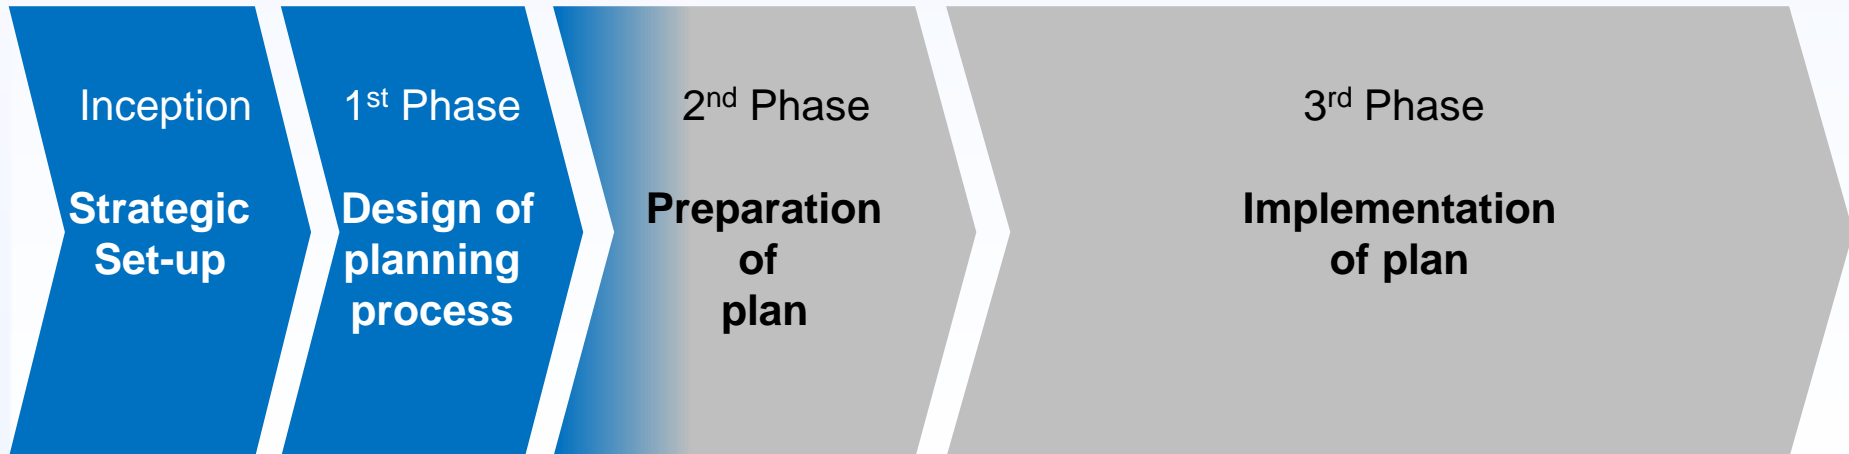 Inception
Strategic
Set-up
1st Phase
Design of
planning
process
2nd Phase
Preparation
of
plan
3rd Phase
Implementation
of plan